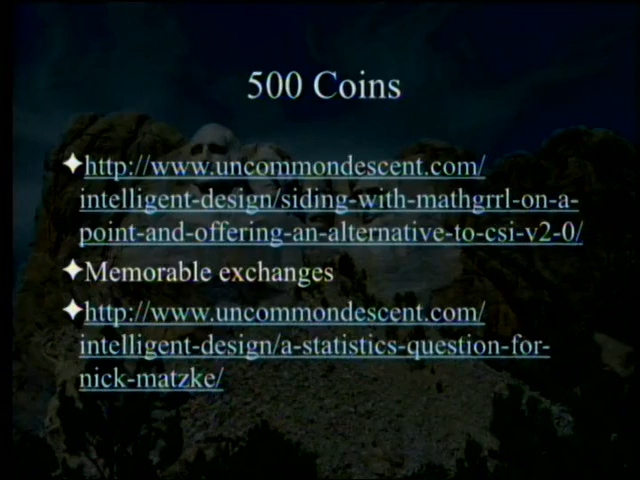 500 Coins
http://www.uncommondescent.com/
intelligent-design/siding-with-mathgrrl-on-a-
point-and-offering-an-alternative-to-csi-v2-0/
Memorable exchanges
http://www.uncommondescent.com/
intelligent-design/a-statistics-question-for-
nick-matzke/